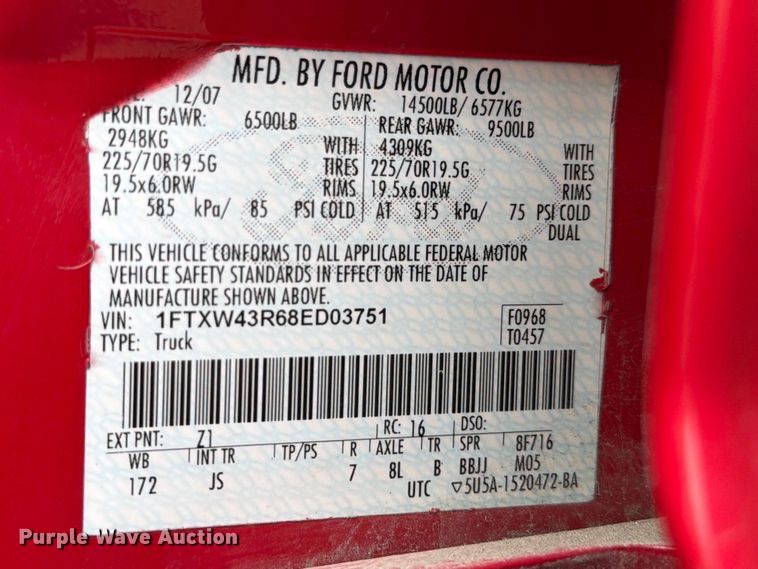 MFD. BY FORD MOTOR CO.
12/07 GVWR: 14500LB/ 6577KG
FRONT GAWR: 6500LB REAR GAWR: 9500LB
2948KG WITH 4309KG WITH
225/70R19.5G TIRES 225/70R19.5G TIRES
19.5x6.0RW RIMS 19.5x6.0RW RIMS
AT 585 kPa/ 85 PSI COLD AT 515 kPa/ 75 PSI COLD
DUAL
THIS VEHICLE CONFORMS TO ALL APPLICABLE FEDERAL MOTOR
VEHICLE SAFETY STANDARDS IN EFFECT ON THE DATE OF
MANUFACTURE SHOWN ABOVE.
VIN: 1FTXW43R68ED03751 F0968
TYPE: Truck T0457
EXT PNT: Z1 RC: 16 DSO:
WB INT TR TP/PS R AXLE TR SPR 8F716
172 JS 7 8L B BBJJ M05
UTC ▽5U5A-1520472-BA
Purple Wave Auction